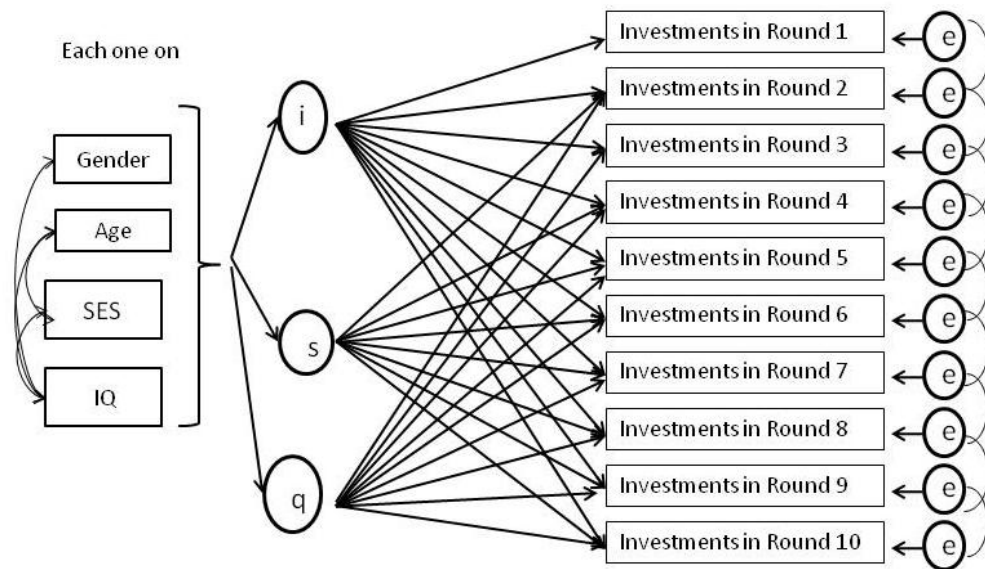 Each one on
Gender
Age
SES
IQ
i
s
q
Investments in Round 1
e
Investments in Round 2
e
Investments in Round 3
e
Investments in Round 4
e
Investments in Round 5
e
Investments in Round 6
e
Investments in Round 7
e
Investments in Round 8
e
Investments in Round 9
e
Investments in Round 10
e